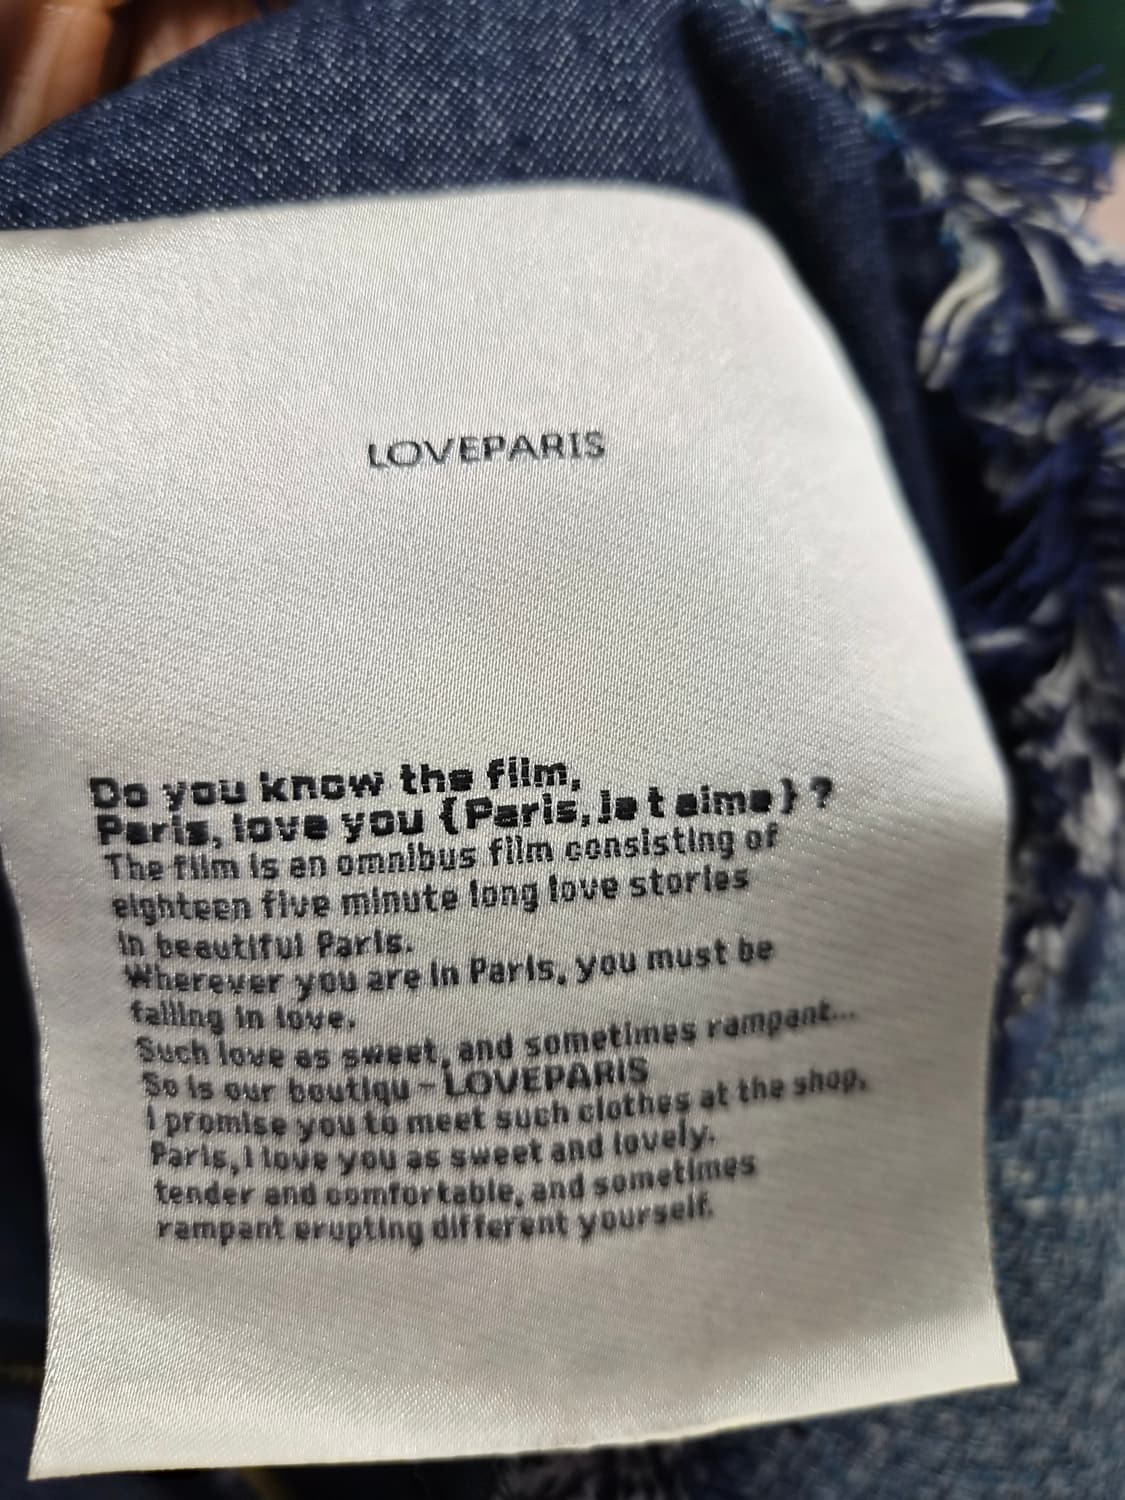 LOVEPARIS
Do you know the film,
Paris, love you {Paris, je t aime} ?
The film is an omnibus film consisting of
eighteen five minute long love stories
in beautiful Paris.
Wherever you are in Paris, you must be
falling in love.
Such love as sweet, and sometimes rampant...
So is our boutiqu - LOVEPARIS
I promise you to meet such clothes at the shop,
Paris, I love you as sweet and lovely.
tender and comfortable, and sometimes
rampant erupting different yourself.